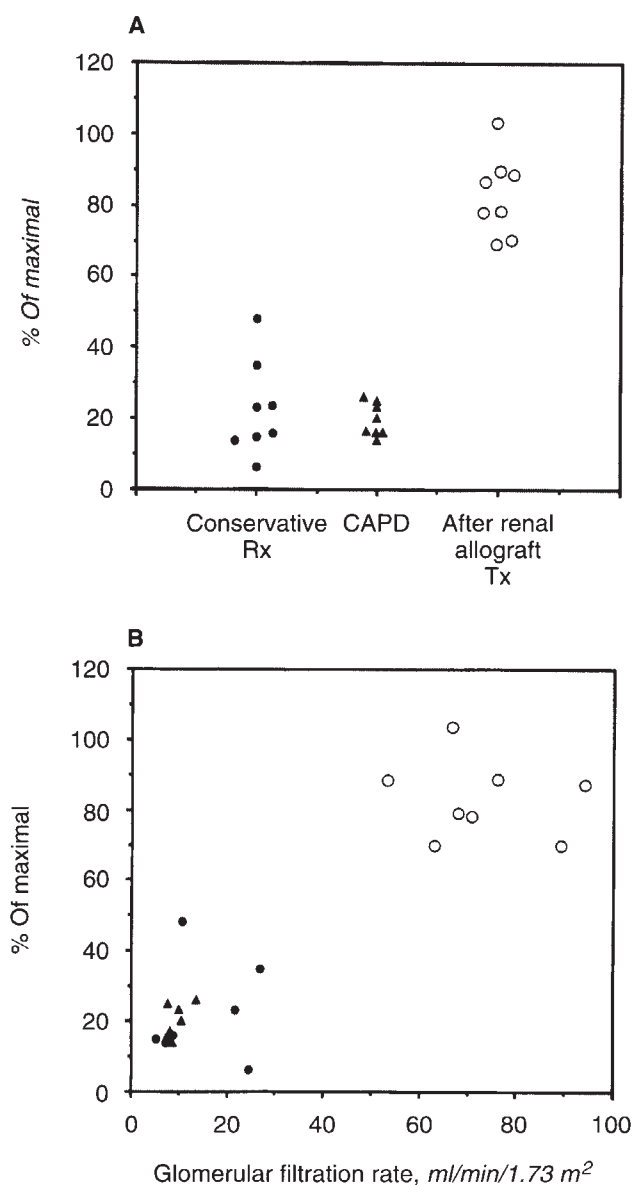 A
120
100
80
60
40
20
0
% Of maximal
Conservative CAPD After renal
Rx allograft
Tx
B
120
100
80
60
40
20
0
% Of maximal
0 20 40 60 80 100
Glomerular filtration rate, ml/min/1.73 m²